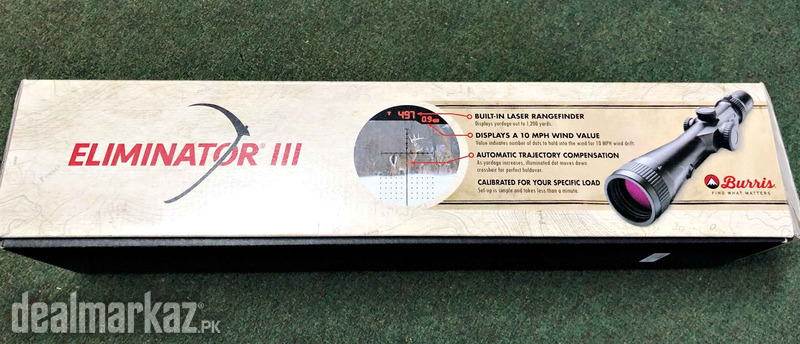 ELIMINATOR® III
497
0.9
BUILT-IN LASER RANGEFINDER
Displays yardage out to 1,200 yards.
DISPLAYS A 10 MPH WIND VALUE
Value indicates number of dots to hold into the wind for 10 MPH wind drift.
AUTOMATIC TRAJECTORY COMPENSATION
As yardage increases, illuminated dot moves down
crosshair for perfect holdover.
CALIBRATED FOR YOUR SPECIFIC LOAD
Set-up is simple and takes less than a minute.
Burris
FIND WHAT MATTERS
dealmarkaz®.PK